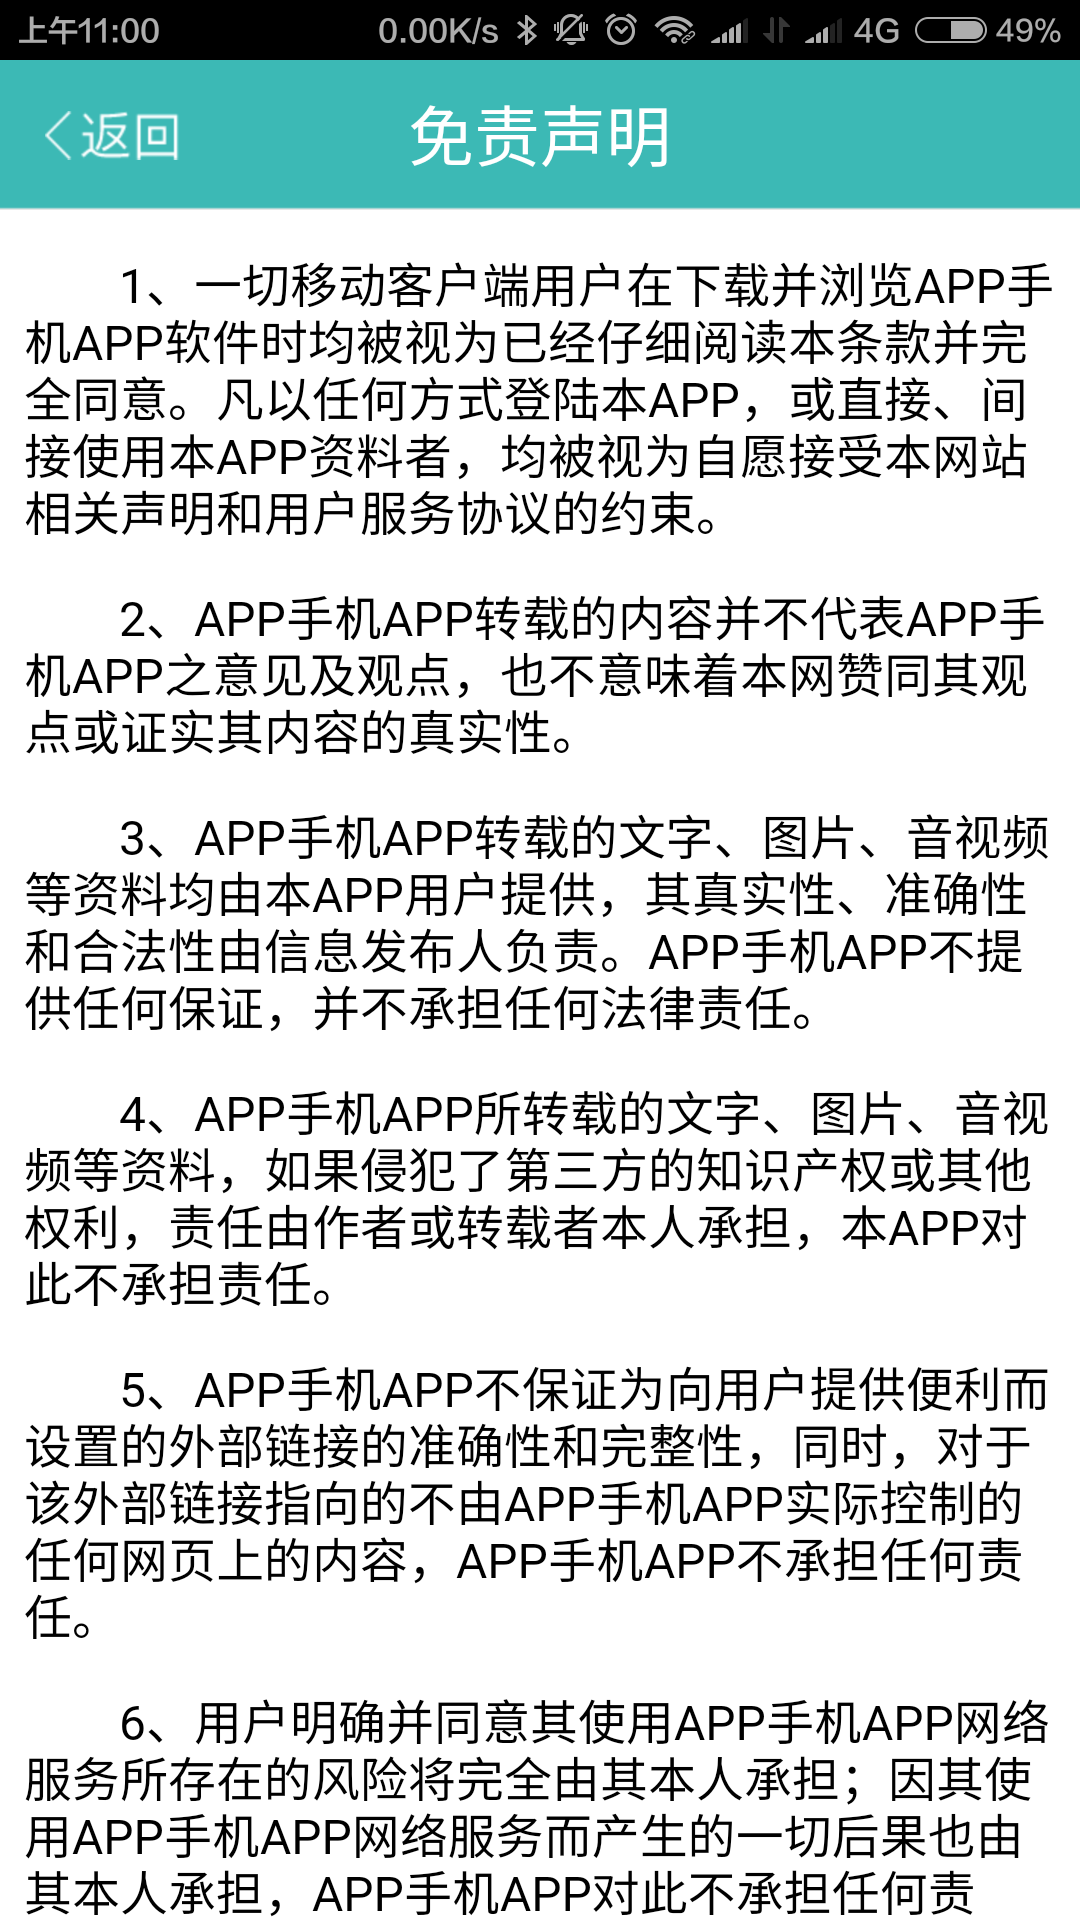 上午11:00 0.00K/s 4G 49%
返回 免责声明
1、一切移动客户端用户在下载并浏览APP手
机APP软件时均被视为已经仔细阅读本条款并完
全同意。凡以任何方式登陆本APP，或直接、间
接使用本APP资料者，均被视为自愿接受本网站
相关声明和用户服务协议的约束。
2、APP手机APP转载的内容并不代表APP手
机APP之意见及观点，也不意味着本网赞同其观
点或证实其内容的真实性。
3、APP手机APP转载的文字、图片、音视频
等资料均由本APP用户提供，其真实性、准确性
和合法性由信息发布人负责。APP手机APP不提
供任何保证，并不承担任何法律责任。
4、APP手机APP所转载的文字、图片、音视
频等资料，如果侵犯了第三方的知识产权或其他
权利，责任由作者或转载者本人承担，本APP对
此不承担责任。
5、APP手机APP不保证为向用户提供便利而
设置的外部链接的准确性和完整性，同时，对于
该外部链接指向的不由APP手机APP实际控制的
任何网页上的内容，APP手机APP不承担任何责
任。
6、用户明确并同意其使用APP手机APP网络
服务所存在的风险将完全由其本人承担；因其使
用APP手机APP网络服务而产生的一切后果也由
其本人承担，APP手机APP对此不承担任何责